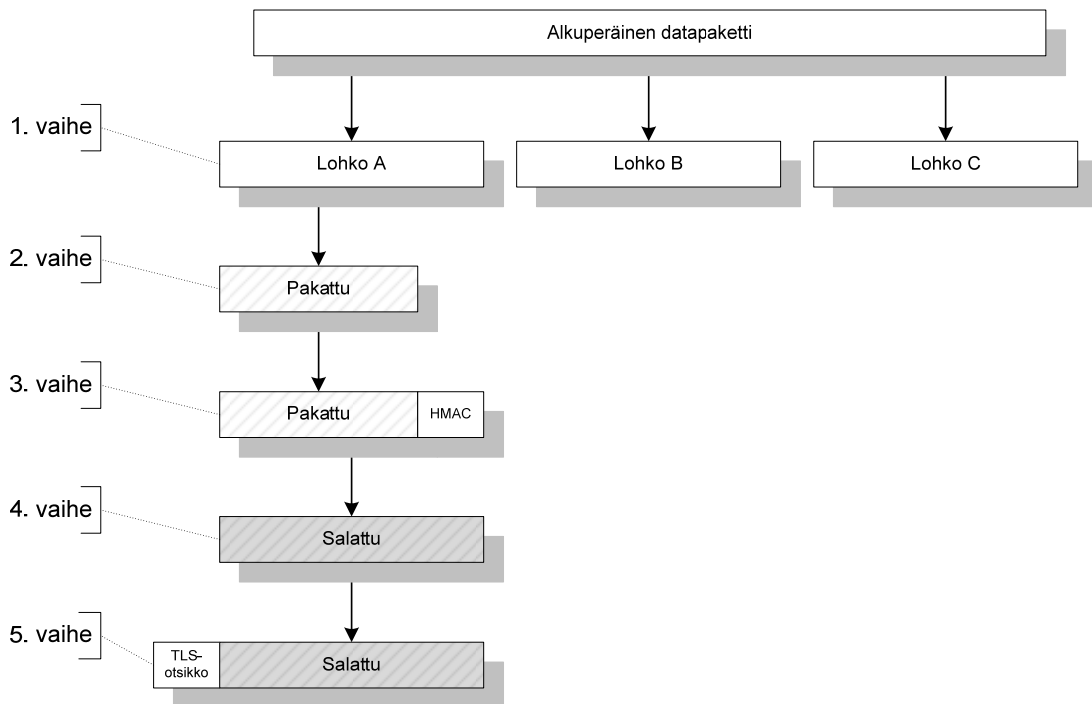 Alkuperäinen datapaketti
1. vaihe
Lohko A
Lohko B
Lohko C
2. vaihe
Pakattu
3. vaihe
Pakattu
HMAC
4. vaihe
Salattu
5. vaihe
TLS-
otsikko
Salattu